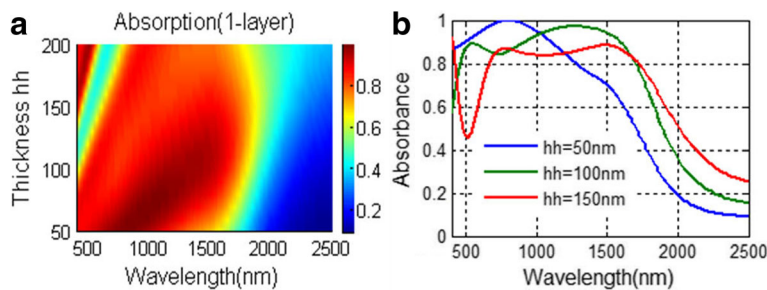 a
Absorption(1-layer)
Thickness hh
200
150
100
50
500 1000 1500 2000 2500
Wavelength(nm)
0.8
0.6
0.4
0.2
b
Absorbance
1
0.8
0.6
0.4
0.2
0
hh=50nm
hh=100nm
hh=150nm
500 1000 1500 2000 2500
Wavelength(nm)